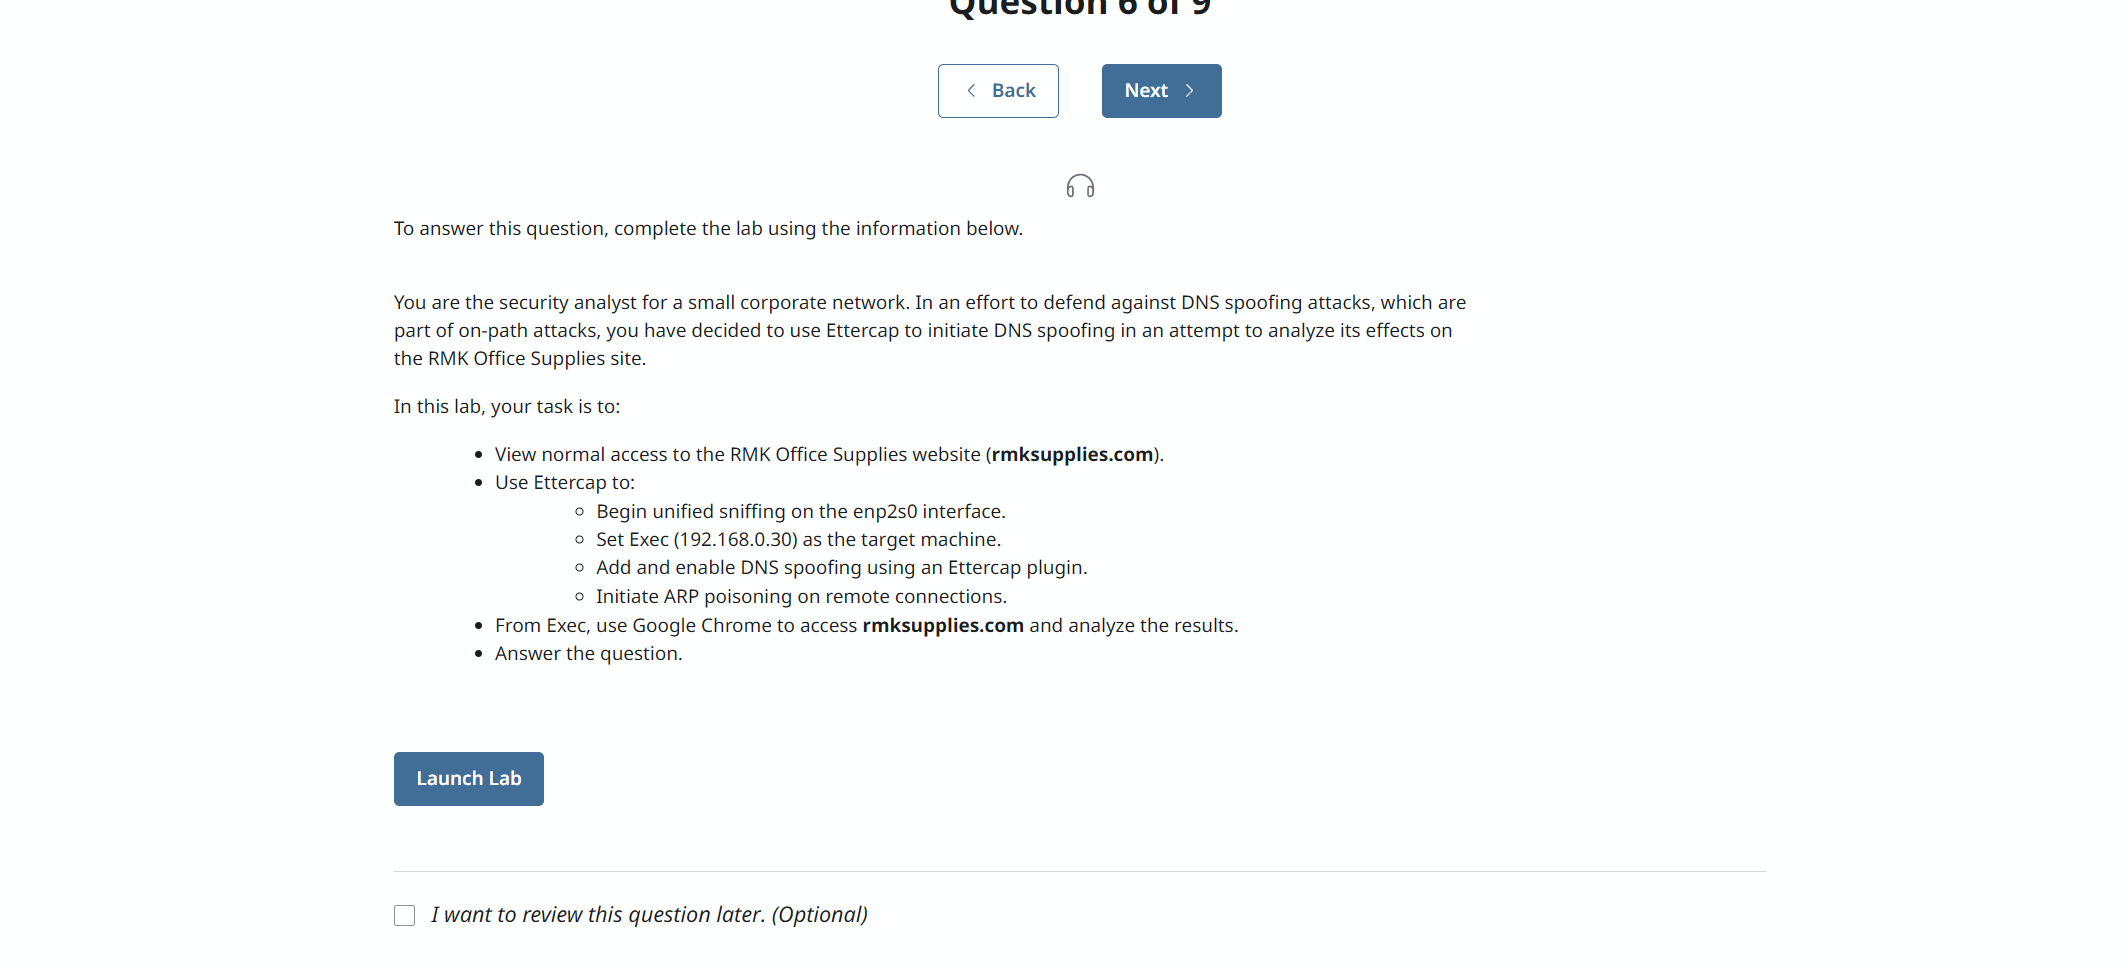 Question 6 of 9
Back
Next
To answer this question, complete the lab using the information below.
You are the security analyst for a small corporate network. In an effort to defend against DNS spoofing attacks, which are
part of on-path attacks, you have decided to use Ettercap to initiate DNS spoofing in an attempt to analyze its effects on
the RMK Office Supplies site.
In this lab, your task is to:
View normal access to the RMK Office Supplies website (rmksupplies.com).
Use Ettercap to:
Begin unified sniffing on the enp2s0 interface.
Set Exec (192.168.0.30) as the target machine.
Add and enable DNS spoofing using an Ettercap plugin.
Initiate ARP poisoning on remote connections.
From Exec, use Google Chrome to access rmksupplies.com and analyze the results.
Answer the question.
Launch Lab
I want to review this question later. (Optional)